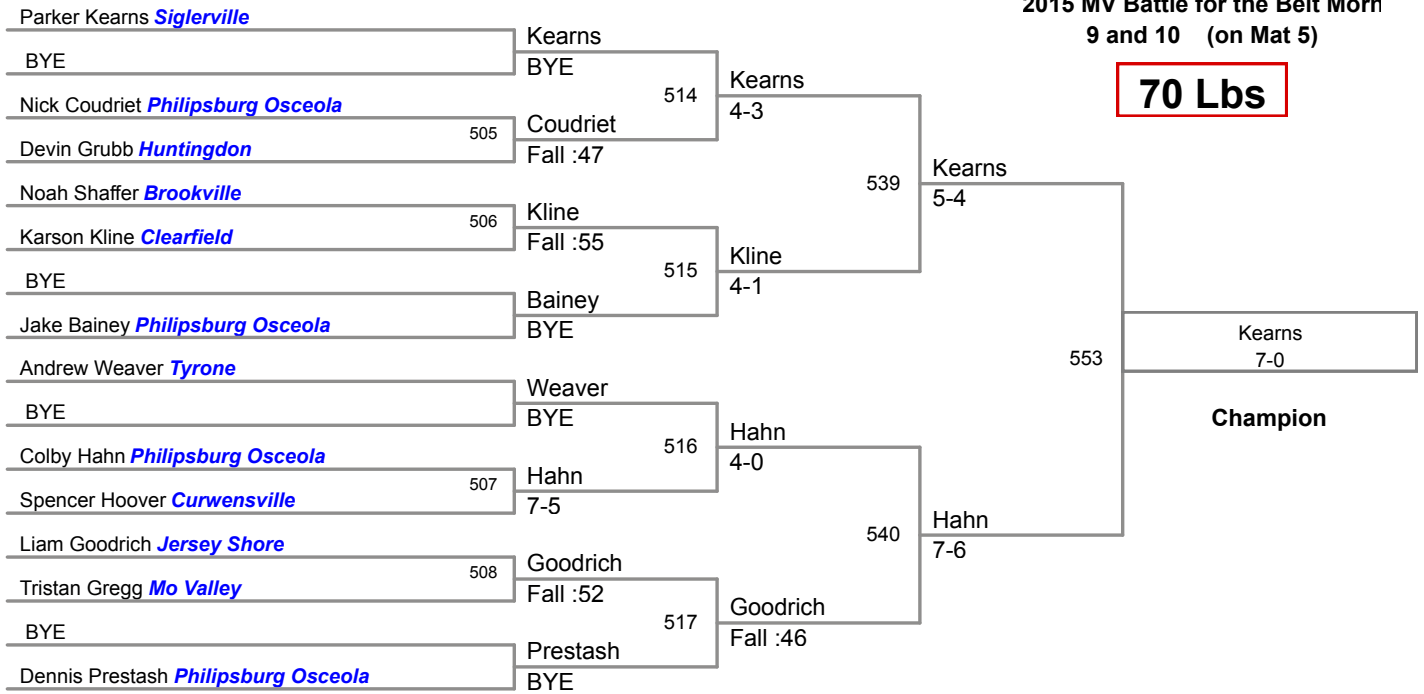 2015 MV Battle for the Belt Morn
9 and 10 (on Mat 5)
70 Lbs
Parker Kearns Siglerville
BYE
Nick Coudriet Philipsburg Osceola
Devin Grubb Huntingdon
Noah Shaffer Brookville
Karson Kline Clearfield
BYE
Jake Bainey Philipsburg Osceola
Andrew Weaver Tyrone
BYE
Colby Hahn Philipsburg Osceola
Spencer Hoover Curwensville
Liam Goodrich Jersey Shore
Tristan Gregg Mo Valley
BYE
Dennis Prestash Philipsburg Osceola
505
506
507
508
Kearns
BYE
Coudriet
Fall :47
Kline
Fall :55
Bainey
BYE
Weaver
BYE
Hahn
7-5
Goodrich
Fall :52
Prestash
BYE
514
515
516
517
Kearns
4-3
Kline
4-1
Hahn
4-0
Goodrich
Fall :46
539
540
Kearns
5-4
Hahn
7-6
553
Kearns
7-0
Champion